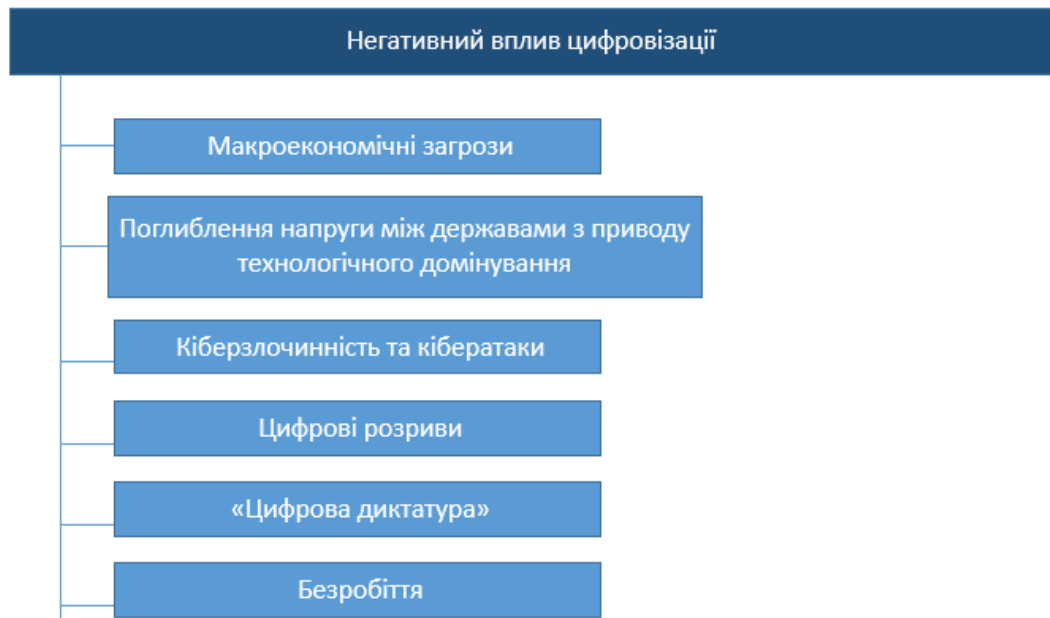 Негативний вплив цифровізації
Макроекономічні загрози
Поглиблення напруги між державами з приводу
технологічного домінування
Кіберзлочинність та кібератаки
Цифрові розриви
«Цифрова диктатура»
Безробіття